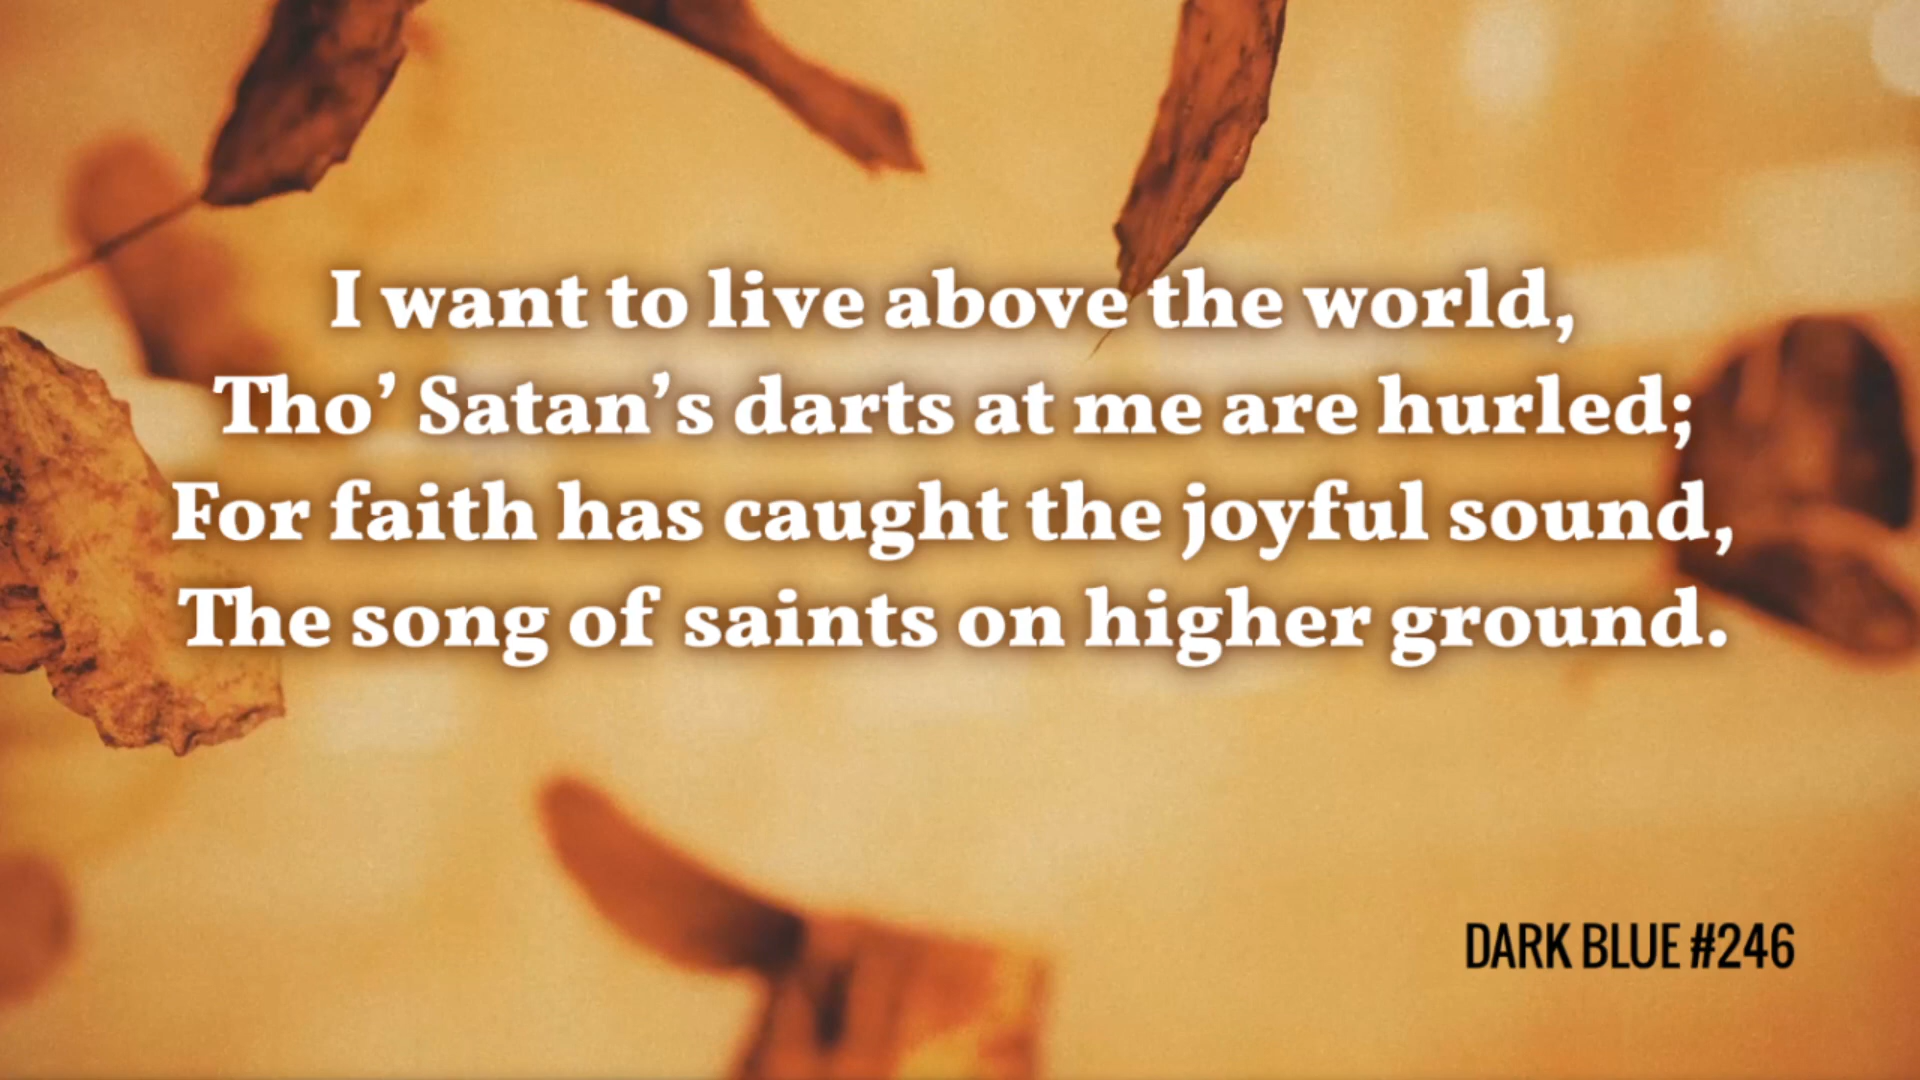 I want to live above the world,
Tho’ Satan’s darts at me are hurled;
For faith has caught the joyful sound,
The song of saints on higher ground.
DARK BLUE #246